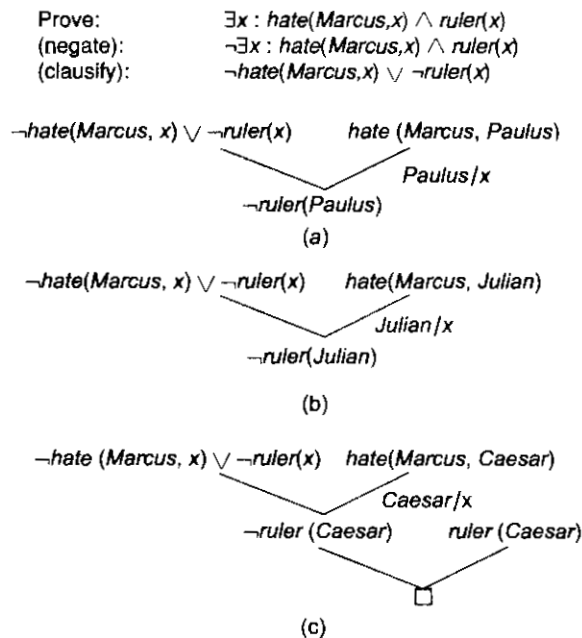 Prove: ∃x : hate(Marcus,x) ∧ ruler(x)
(negate): ¬∃x : hate(Marcus,x) ∧ ruler(x)
(clausify): ¬hate(Marcus,x) ∨ ¬ruler(x)
¬hate(Marcus, x) ∨ ¬ruler(x) hate (Marcus, Paulus)
Paulus/x
¬ruler(Paulus)
(a)
¬hate(Marcus, x) ∨ ¬ruler(x) hate(Marcus, Julian)
Julian/x
¬ruler(Julian)
(b)
¬hate (Marcus, x) ∨ ¬ruler(x) hate(Marcus, Caesar)
Caesar/x
¬ruler (Caesar) ruler (Caesar)
(c)